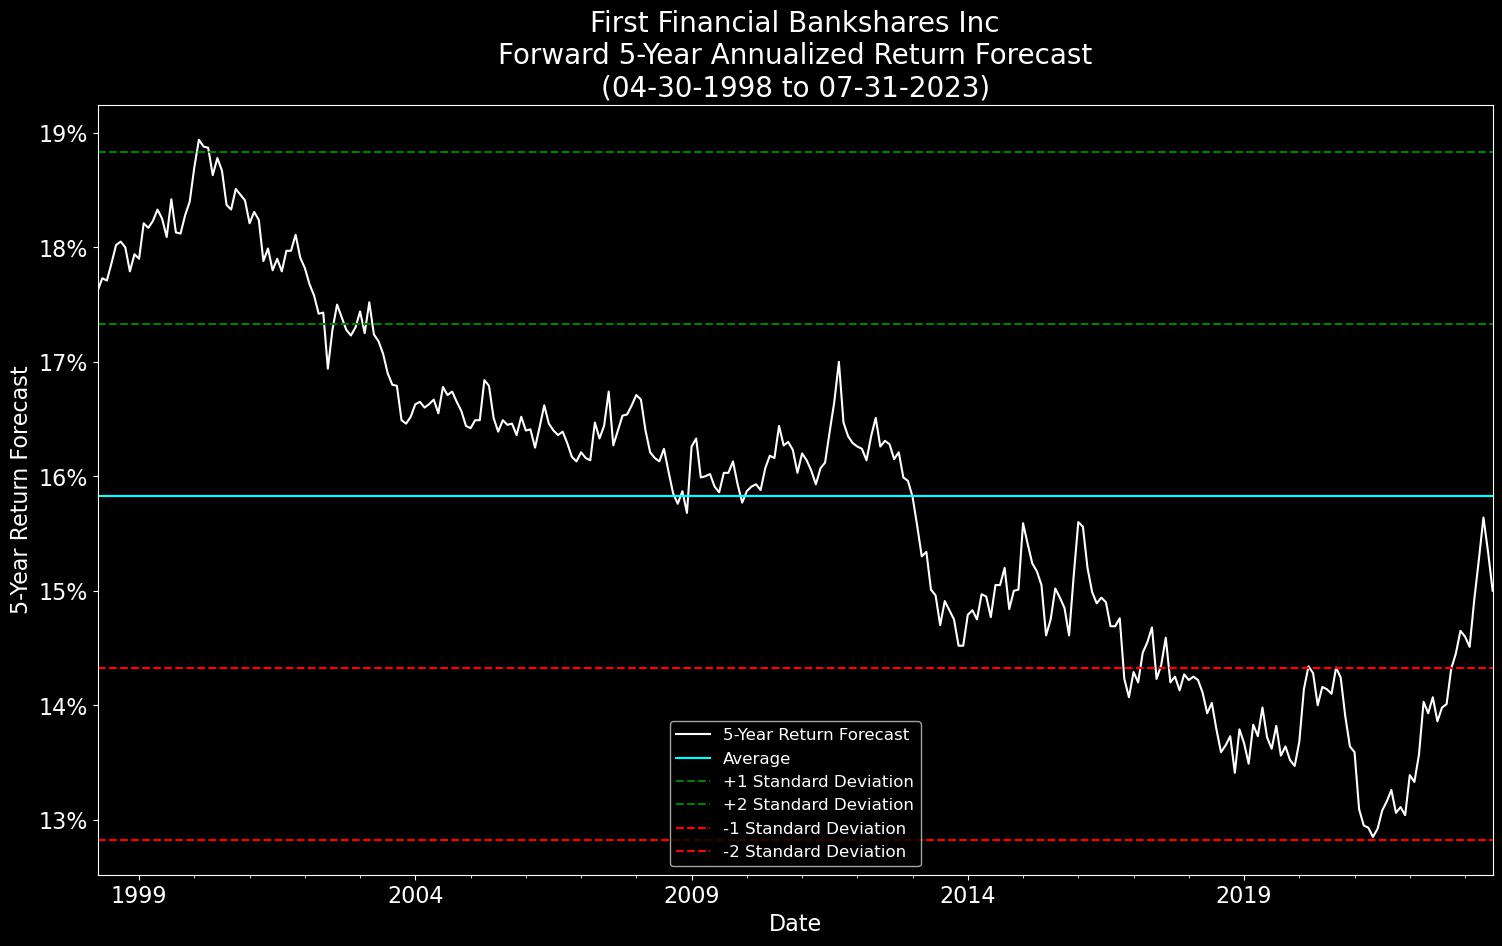 First Financial Bankshares Inc
Forward 5-Year Annualized Return Forecast
(04-30-1998 to 07-31-2023)
5-Year Return Forecast
19%
18%
17%
16%
15%
14%
13%
5-Year Return Forecast
Average
+1 Standard Deviation
+2 Standard Deviation
-1 Standard Deviation
-2 Standard Deviation
1999
2004
2009
2014
2019
Date